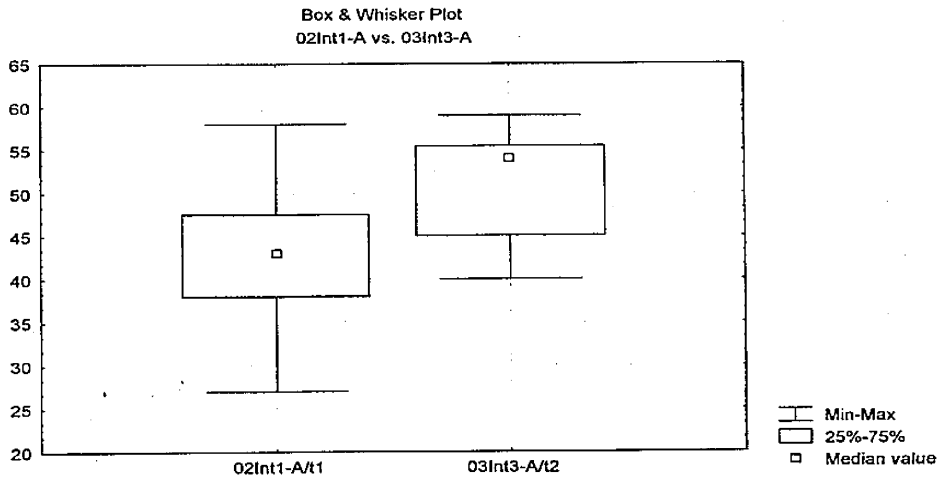 Box & Whisker Plot
02Int1-A vs. 03Int3-A
65
60
55
50
45
40
35
30
25
20
02Int1-A/t1
03Int3-A/t2
Min-Max
25%-75%
Median value